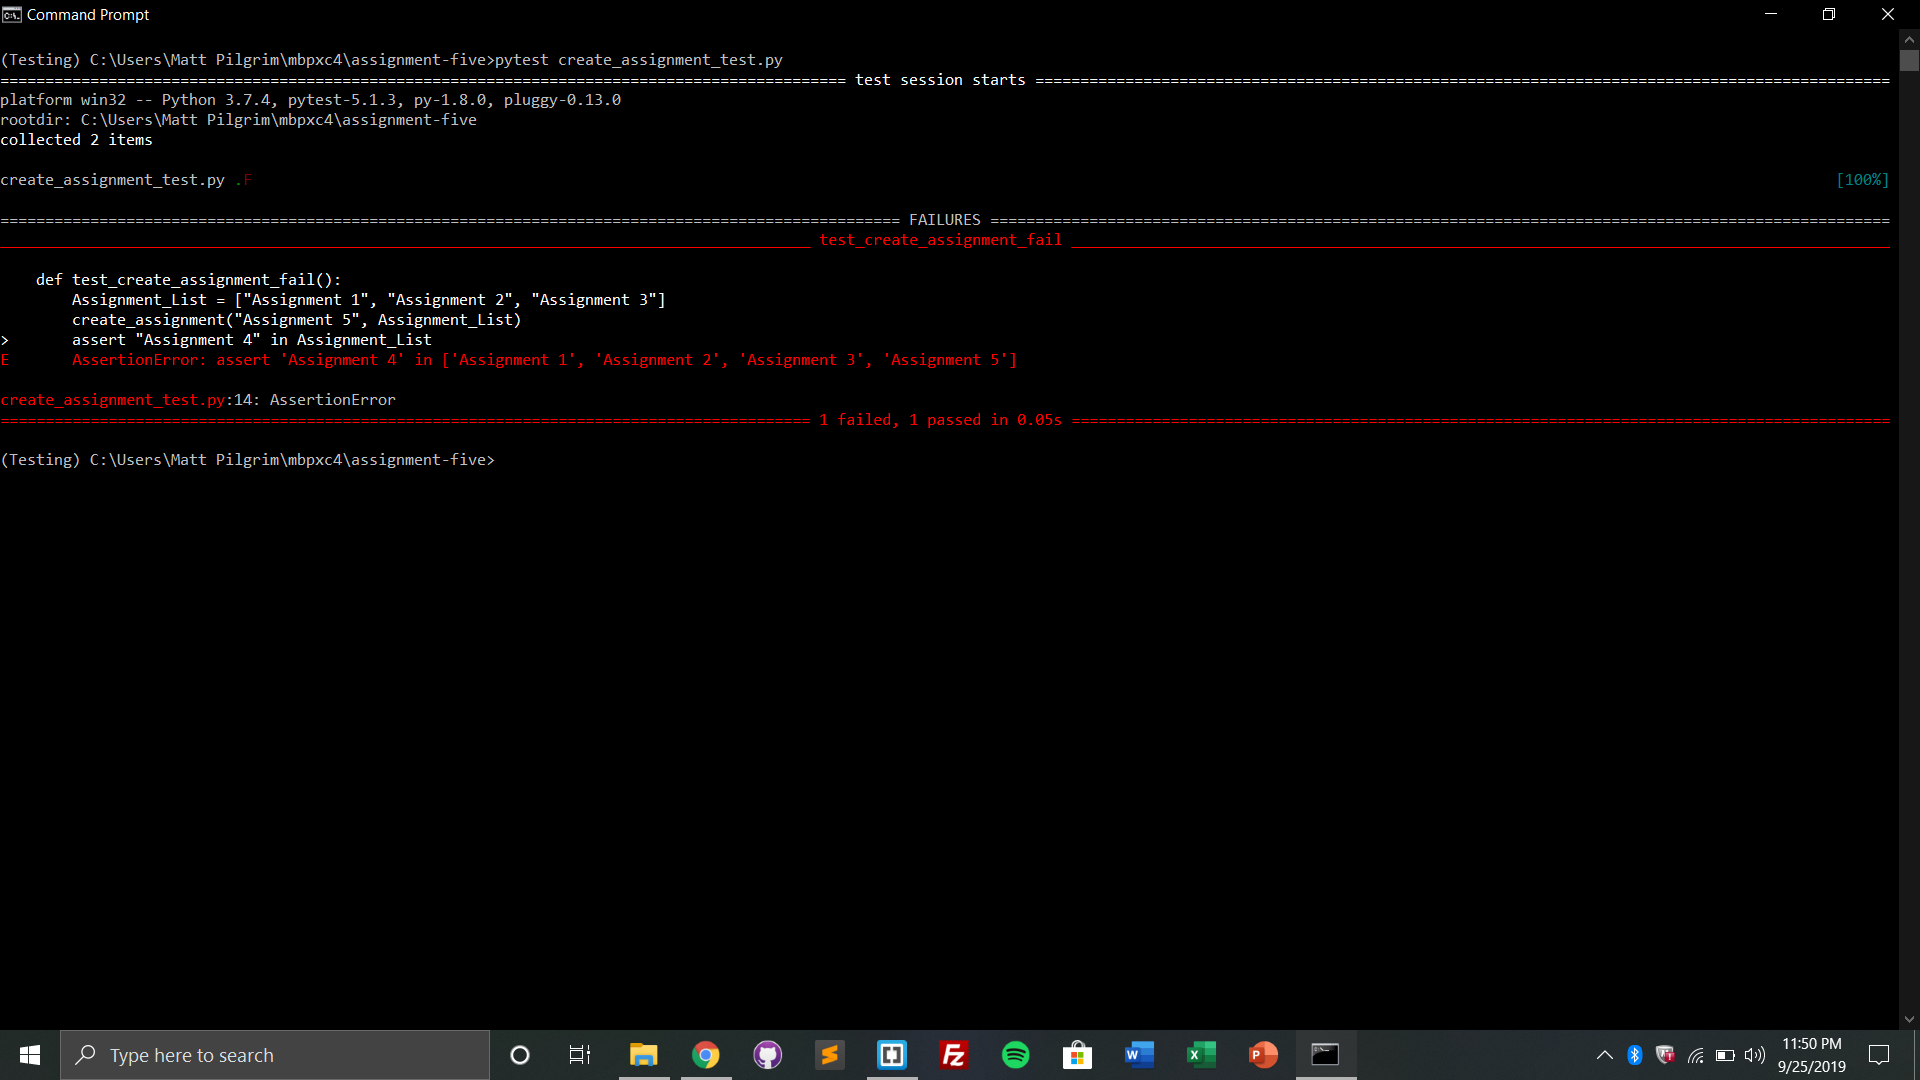 Command Prompt
(Testing) C:\Users\Matt Pilgrim\mbpxc4\assignment-five>pytest create_assignment_test.py
============================================================================================== test session starts ===============================================================================================
platform win32 -- Python 3.7.4, pytest-5.1.3, py-1.8.0, pluggy-0.13.0
rootdir: C:\Users\Matt Pilgrim\mbpxc4\assignment-five
collected 2 items
create_assignment_test.py .F [100%]
==================================================================================================== FAILURES ====================================================================================================
__________________________________________________________________________________________ test_create_assignment_fail ___________________________________________________________________________________________
def test_create_assignment_fail():
Assignment_List = ["Assignment 1", "Assignment 2", "Assignment 3"]
create_assignment("Assignment 5", Assignment_List)
> assert "Assignment 4" in Assignment_List
E AssertionError: assert 'Assignment 4' in ['Assignment 1', 'Assignment 2', 'Assignment 3', 'Assignment 5']
create_assignment_test.py:14: AssertionError
========================================================================================== 1 failed, 1 passed in 0.05s ===========================================================================================
(Testing) C:\Users\Matt Pilgrim\mbpxc4\assignment-five>
Type here to search
11:50 PM
9/25/2019